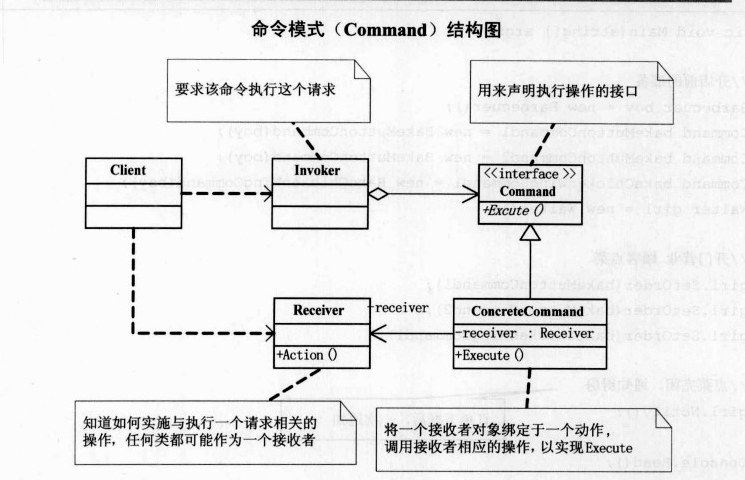 命令模式（Command）结构图
要求该命令执行这个请求
用来声明执行操作的接口
Client
Invoker
<<interface>>
Command
+Excute()
Receiver
-receiver
ConcreteCommand
-receiver : Receiver
+Action()
+Execute()
知道如何实施与执行一个请求相关的
操作，任何类都可能作为一个接收者
将一个接收者对象绑定于一个动作，
调用接收者相应的操作，以实现Execute